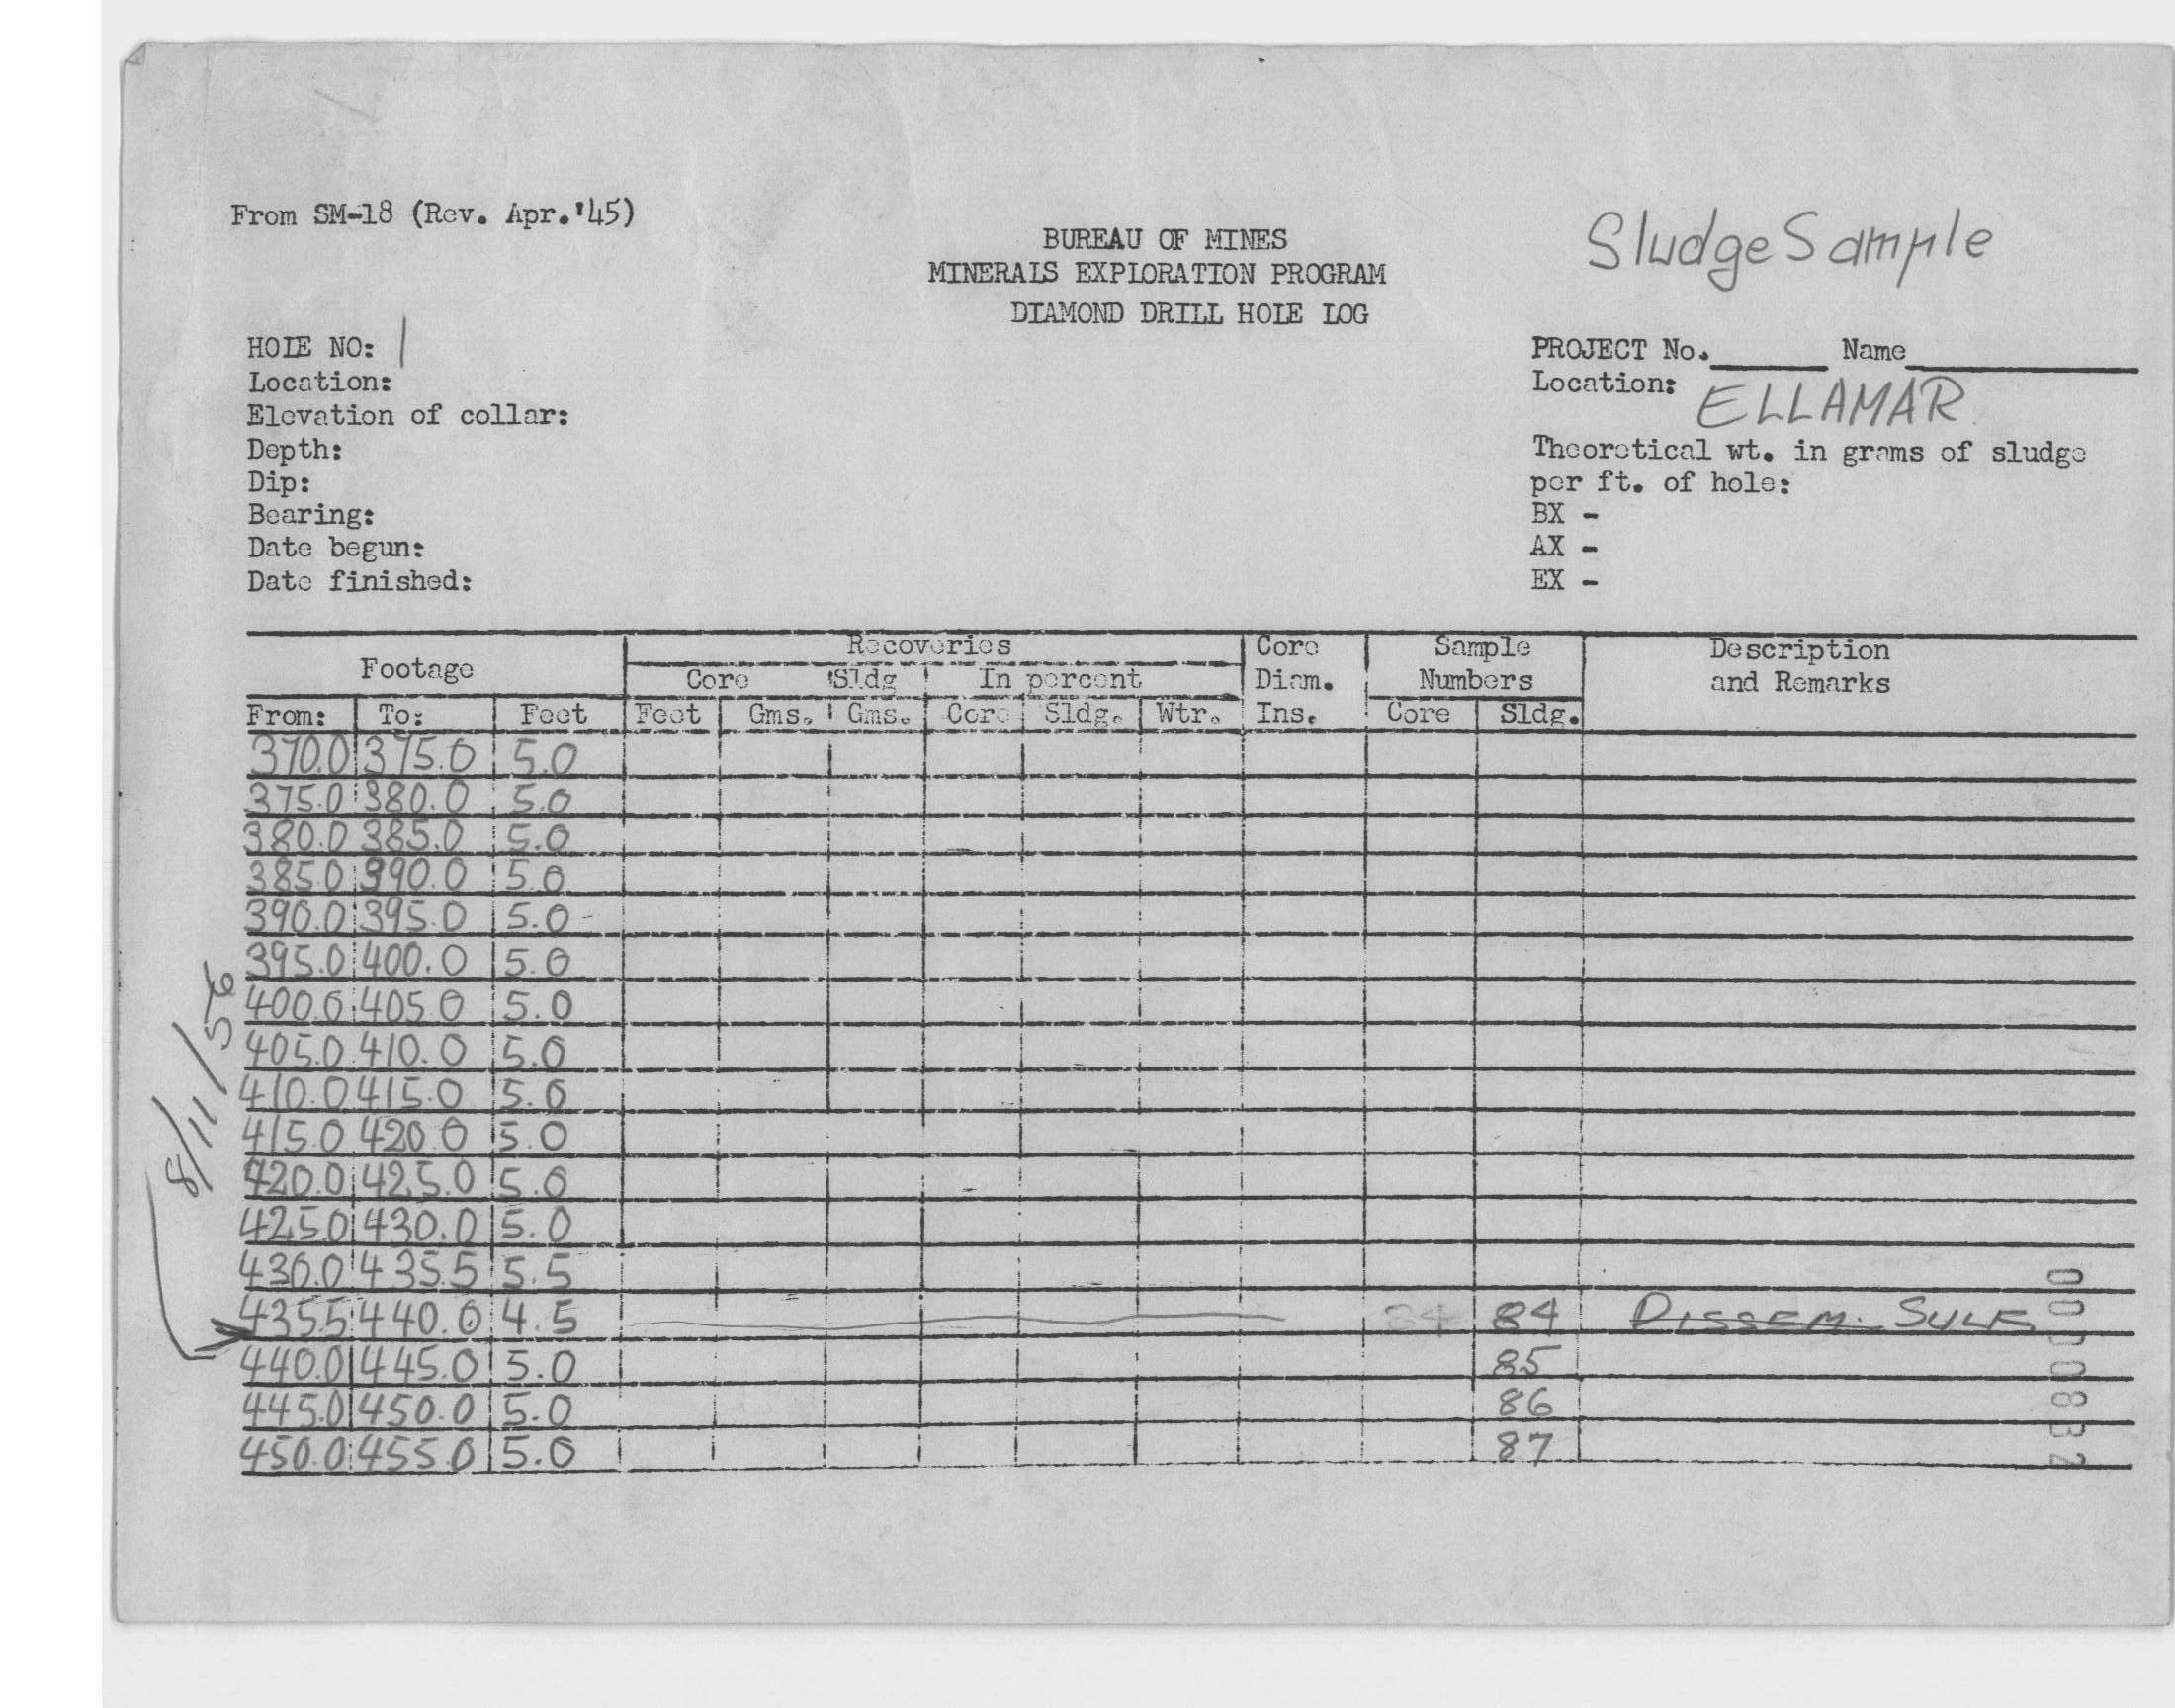 From SM-18 (Rev. Apr.'45)
Sludge Sample
BUREAU OF MINES
MINERALS EXPLORATION PROGRAM
DIAMOND DRILL HOLE LOG
HOLE NO: 1
Location:
Elevation of collar:
Depth:
Dip:
Bearing:
Date begun:
Date finished:
PROJECT No. Name
Location: ELLAMAR
Theoretical wt. in grams of sludge
per ft. of hole:
BX -
AX -
EX -
Footage Recoveries Core Sample Description
Core Sldg In percent Diam. Numbers and Remarks
From: To: Feet Feet Gms. Gms. Core Sldg. Wtr. Ins. Core Sldg.
370.0 375.0 5.0
375.0 380.0 5.0
380.0 385.0 5.0
385.0 390.0 5.0
390.0 395.0 5.0
395.0 400.0 5.0
400.0 405.0 5.0
405.0 410.0 5.0
410.0 415.0 5.0
415.0 420.0 5.0
420.0 425.0 5.0
425.0 430.0 5.0
430.0 435.5 5.5
435.5 440.0 4.5 84 84 DISSEM. SULF.
440.0 445.0 5.0 85
445.0 450.0 5.0 86
450.0 455.0 5.0 87
8/11/56